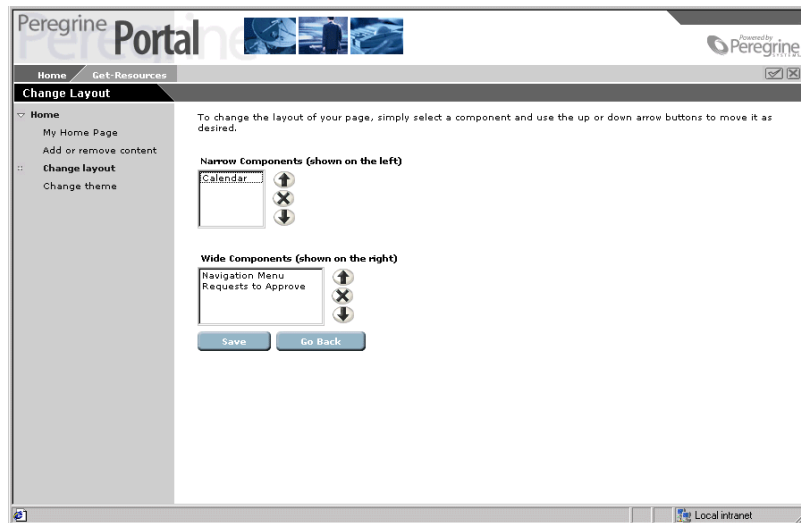 Peregrine Portal
Powered by
Peregrine
SYSTEMS
Home Get-Resources
Change Layout
Home
My Home Page
Add or remove content
Change layout
Change theme
To change the layout of your page, simply select a component and use the up or down arrow buttons to move it as
desired.
Narrow Components (shown on the left)
Calendar
Wide Components (shown on the right)
Navigation Menu
Requests to Approve
Save Go Back
Local intranet